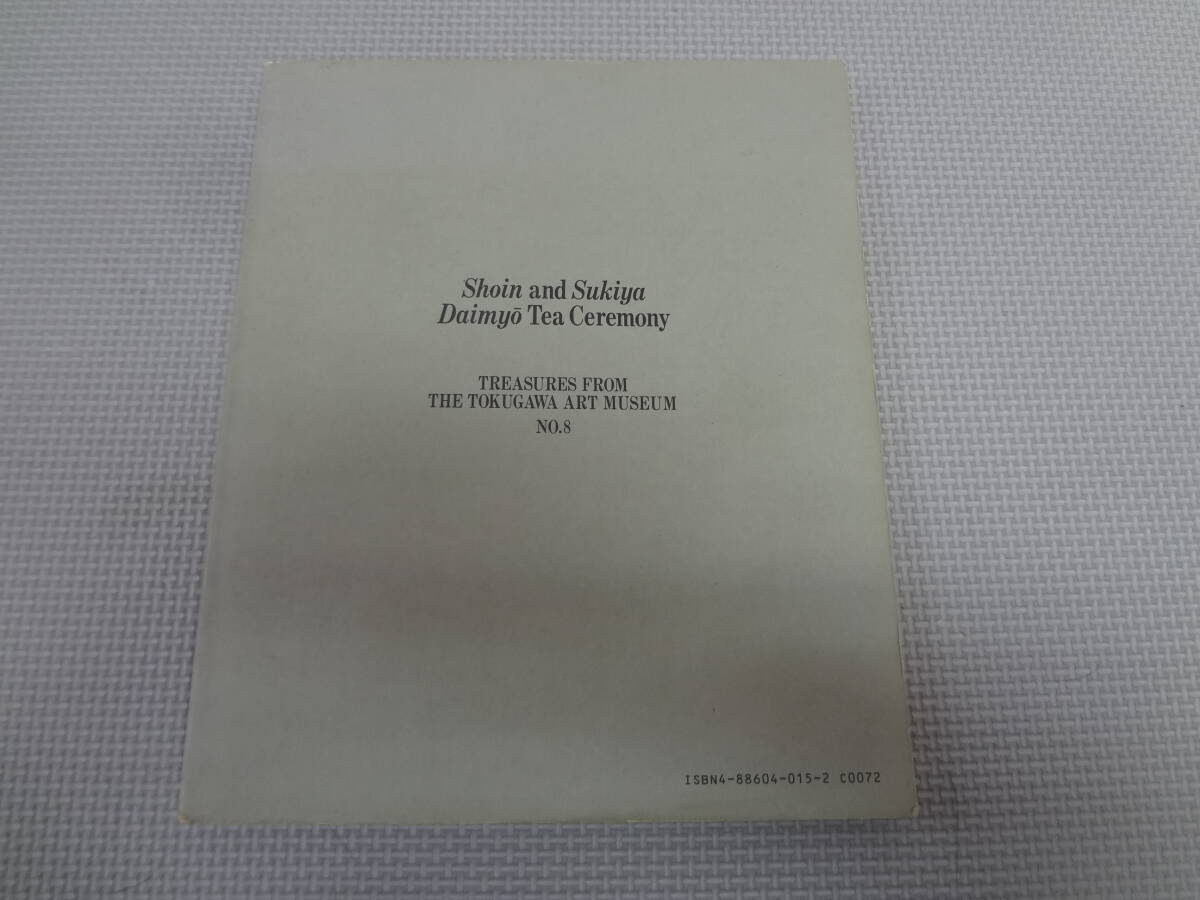 Shoin and Sukiya
Daimyō Tea Ceremony
TREASURES FROM
THE TOKUGAWA ART MUSEUM
NO.8
ISBN4-88604-015-2 C0072